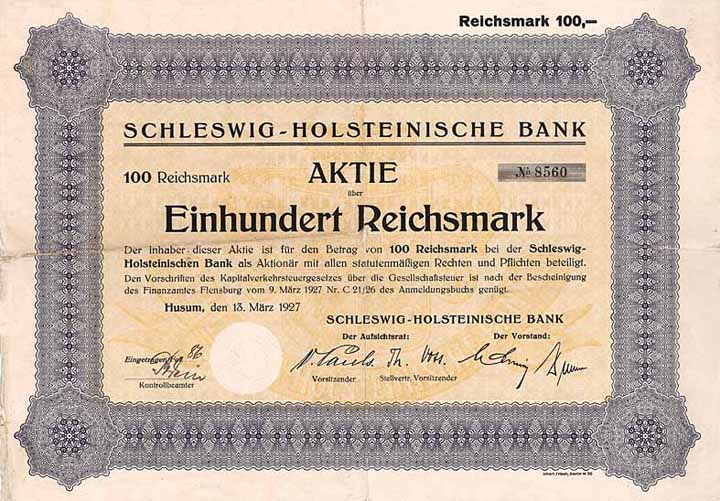 Reichsmark 100,—
SCHLESWIG-HOLSTEINISCHE BANK
100 Reichsmark
AKTIE
№ 8560
über
Einhundert Reichsmark
Der Inhaber dieser Aktie ist für den Betrag von 100 Reichsmark bei der Schleswig-
Holsteinischen Bank als Aktionär mit allen statutenmäßigen Rechten und Pflichten beteiligt.
Den Vorschriften des Kapitalverkehrsteuergesetzes über die Gesellschaftsteuer ist nach der Bescheinigung
des Finanzamtes Flensburg vom 9. März 1927 Nr. C 21/26 des Anmeldungsbuchs genügt.
Husum, den 13. März 1927
SCHLESWIG-HOLSTEINISCHE BANK
Der Aufsichtsrat:
Der Vorstand:
Eingetragen Fol. 86
Kontrollbeamter
Vorsitzender
Stellvertr. Vorsitzender